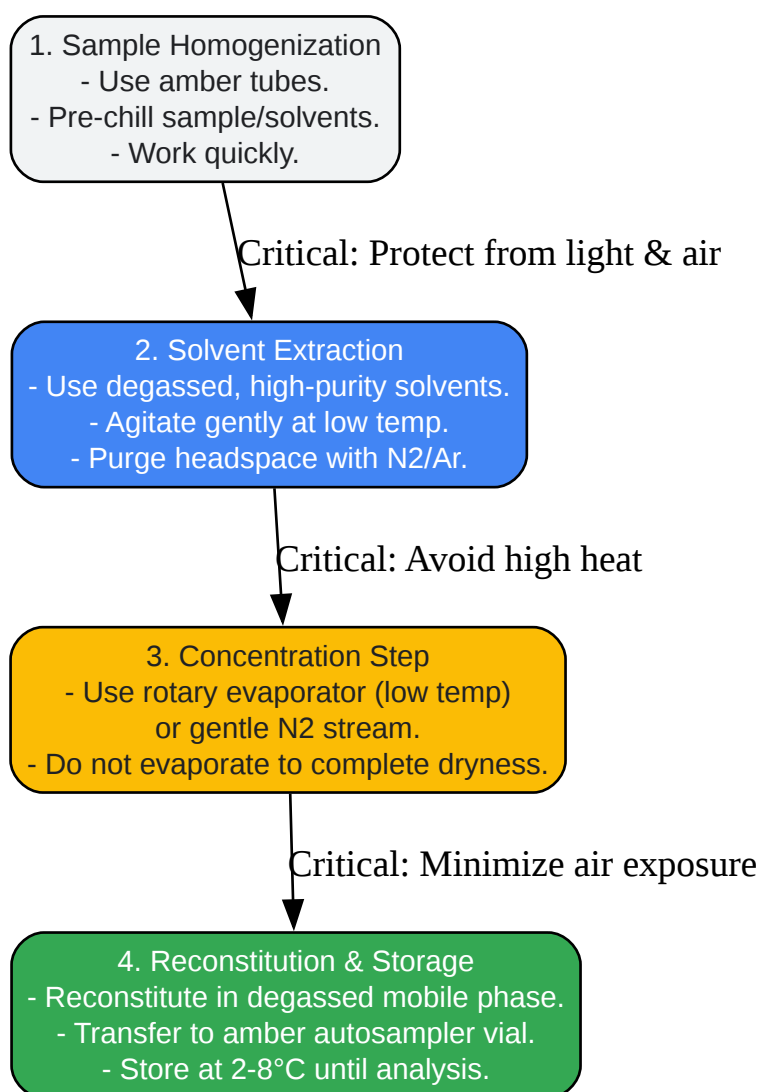 1. Sample Homogenization
- Use amber tubes.
- Pre-chill sample/solvents.
- Work quickly.
Critical: Protect from light & air
2. Solvent Extraction
- Use degassed, high-purity solvents.
- Agitate gently at low temp.
- Purge headspace with N2/Ar.
Critical: Avoid high heat
3. Concentration Step
- Use rotary evaporator (low temp)
or gentle N2 stream.
- Do not evaporate to complete dryness.
Critical: Minimize air exposure
4. Reconstitution & Storage
- Reconstitute in degassed mobile phase.
- Transfer to amber autosampler vial.
- Store at 2-8°C until analysis.